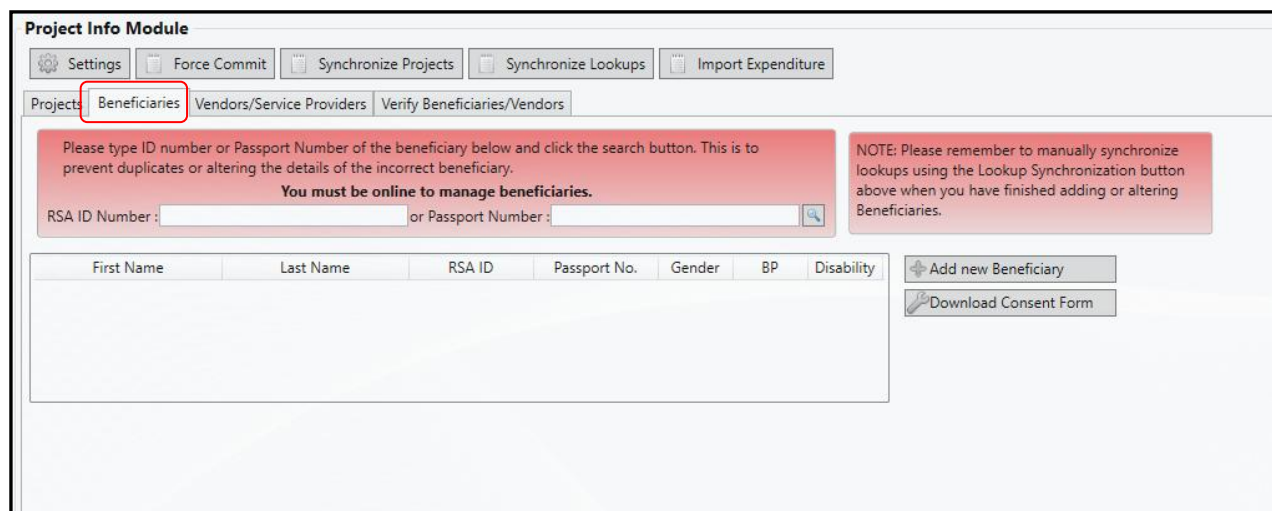 Project Info Module
Settings Force Commit Synchronize Projects Synchronize Lookups Import Expenditure
Projects Beneficiaries Vendors/Service Providers Verify Beneficiaries/Vendors
Please type ID number or Passport Number of the beneficiary below and click the search button. This is to
prevent duplicates or altering the details of the incorrect beneficiary.
You must be online to manage beneficiaries.
RSA ID Number : or Passport Number :
NOTE: Please remember to manually synchronize
lookups using the Lookup Synchronization button
above when you have finished adding or altering
Beneficiaries.
First Name Last Name RSA ID Passport No. Gender BP Disability
Add new Beneficiary
Download Consent Form